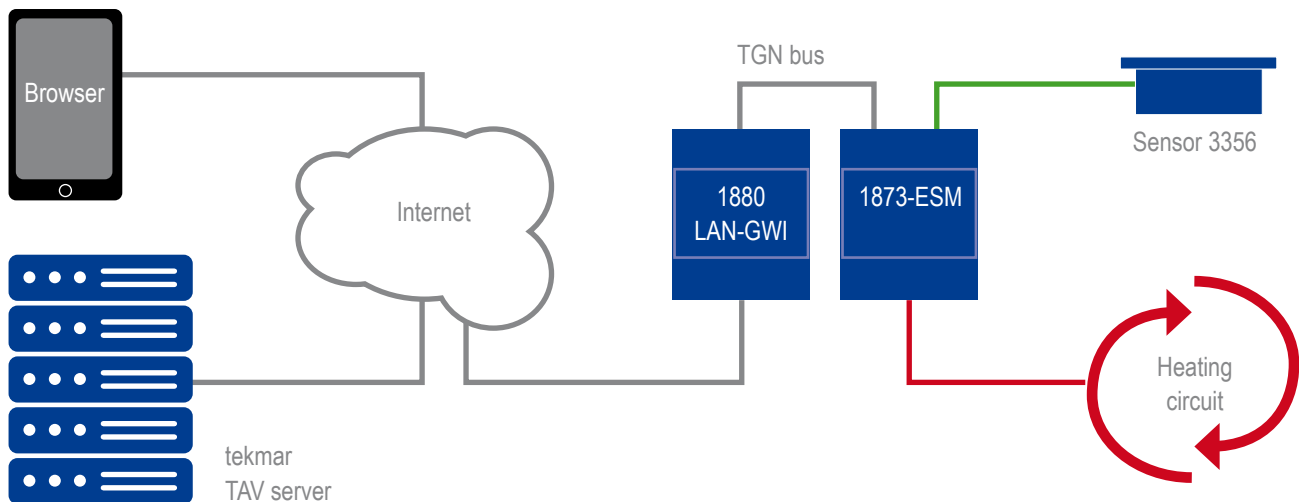 Browser
Internet
tekmar
TAV server
TGN bus
1880
LAN-GWI
1873-ESM
Sensor 3356
Heating
circuit